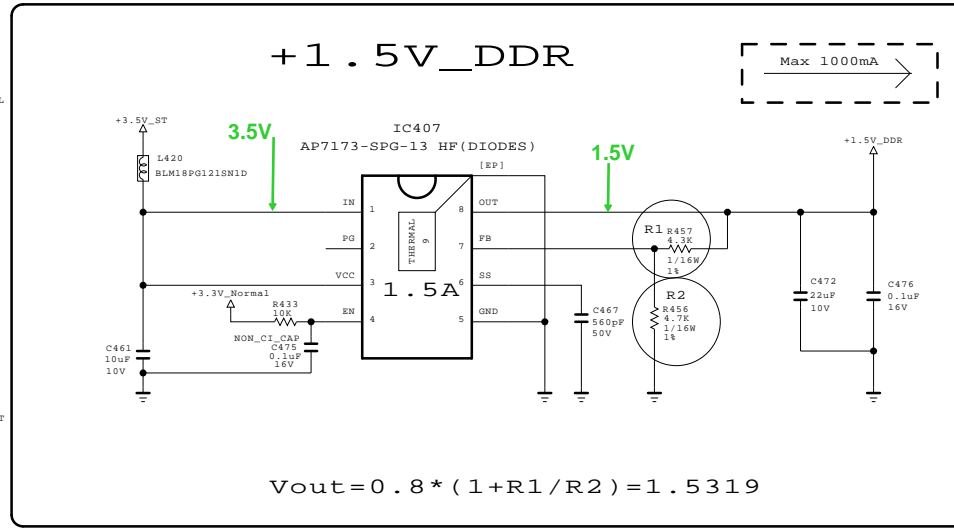 +1.5V_DDR
Max 1000mA
L
+3.5V_ST
3.5V
IC407
AP7173-SPG-13 HF(DIODES)
1.5V
+1.5V_DDR
L420
BLM18PG121SN1D
[EP]
IN
1
8
OUT
PG
2
7
FB
VCC
3
6
SS
EN
4
5
GND
THERMAL
9
1.5A
R1
R457
4.3K
1/16W
1%
R2
R456
4.7K
1/16W
1%
+3.3V_Normal
R433
10K
NON_CI_CAP
C475
0.1uF
16V
C461
10uF
10V
C467
560pF
50V
C472
22uF
10V
C476
0.1uF
16V
T
Vout=0.8*(1+R1/R2)=1.5319